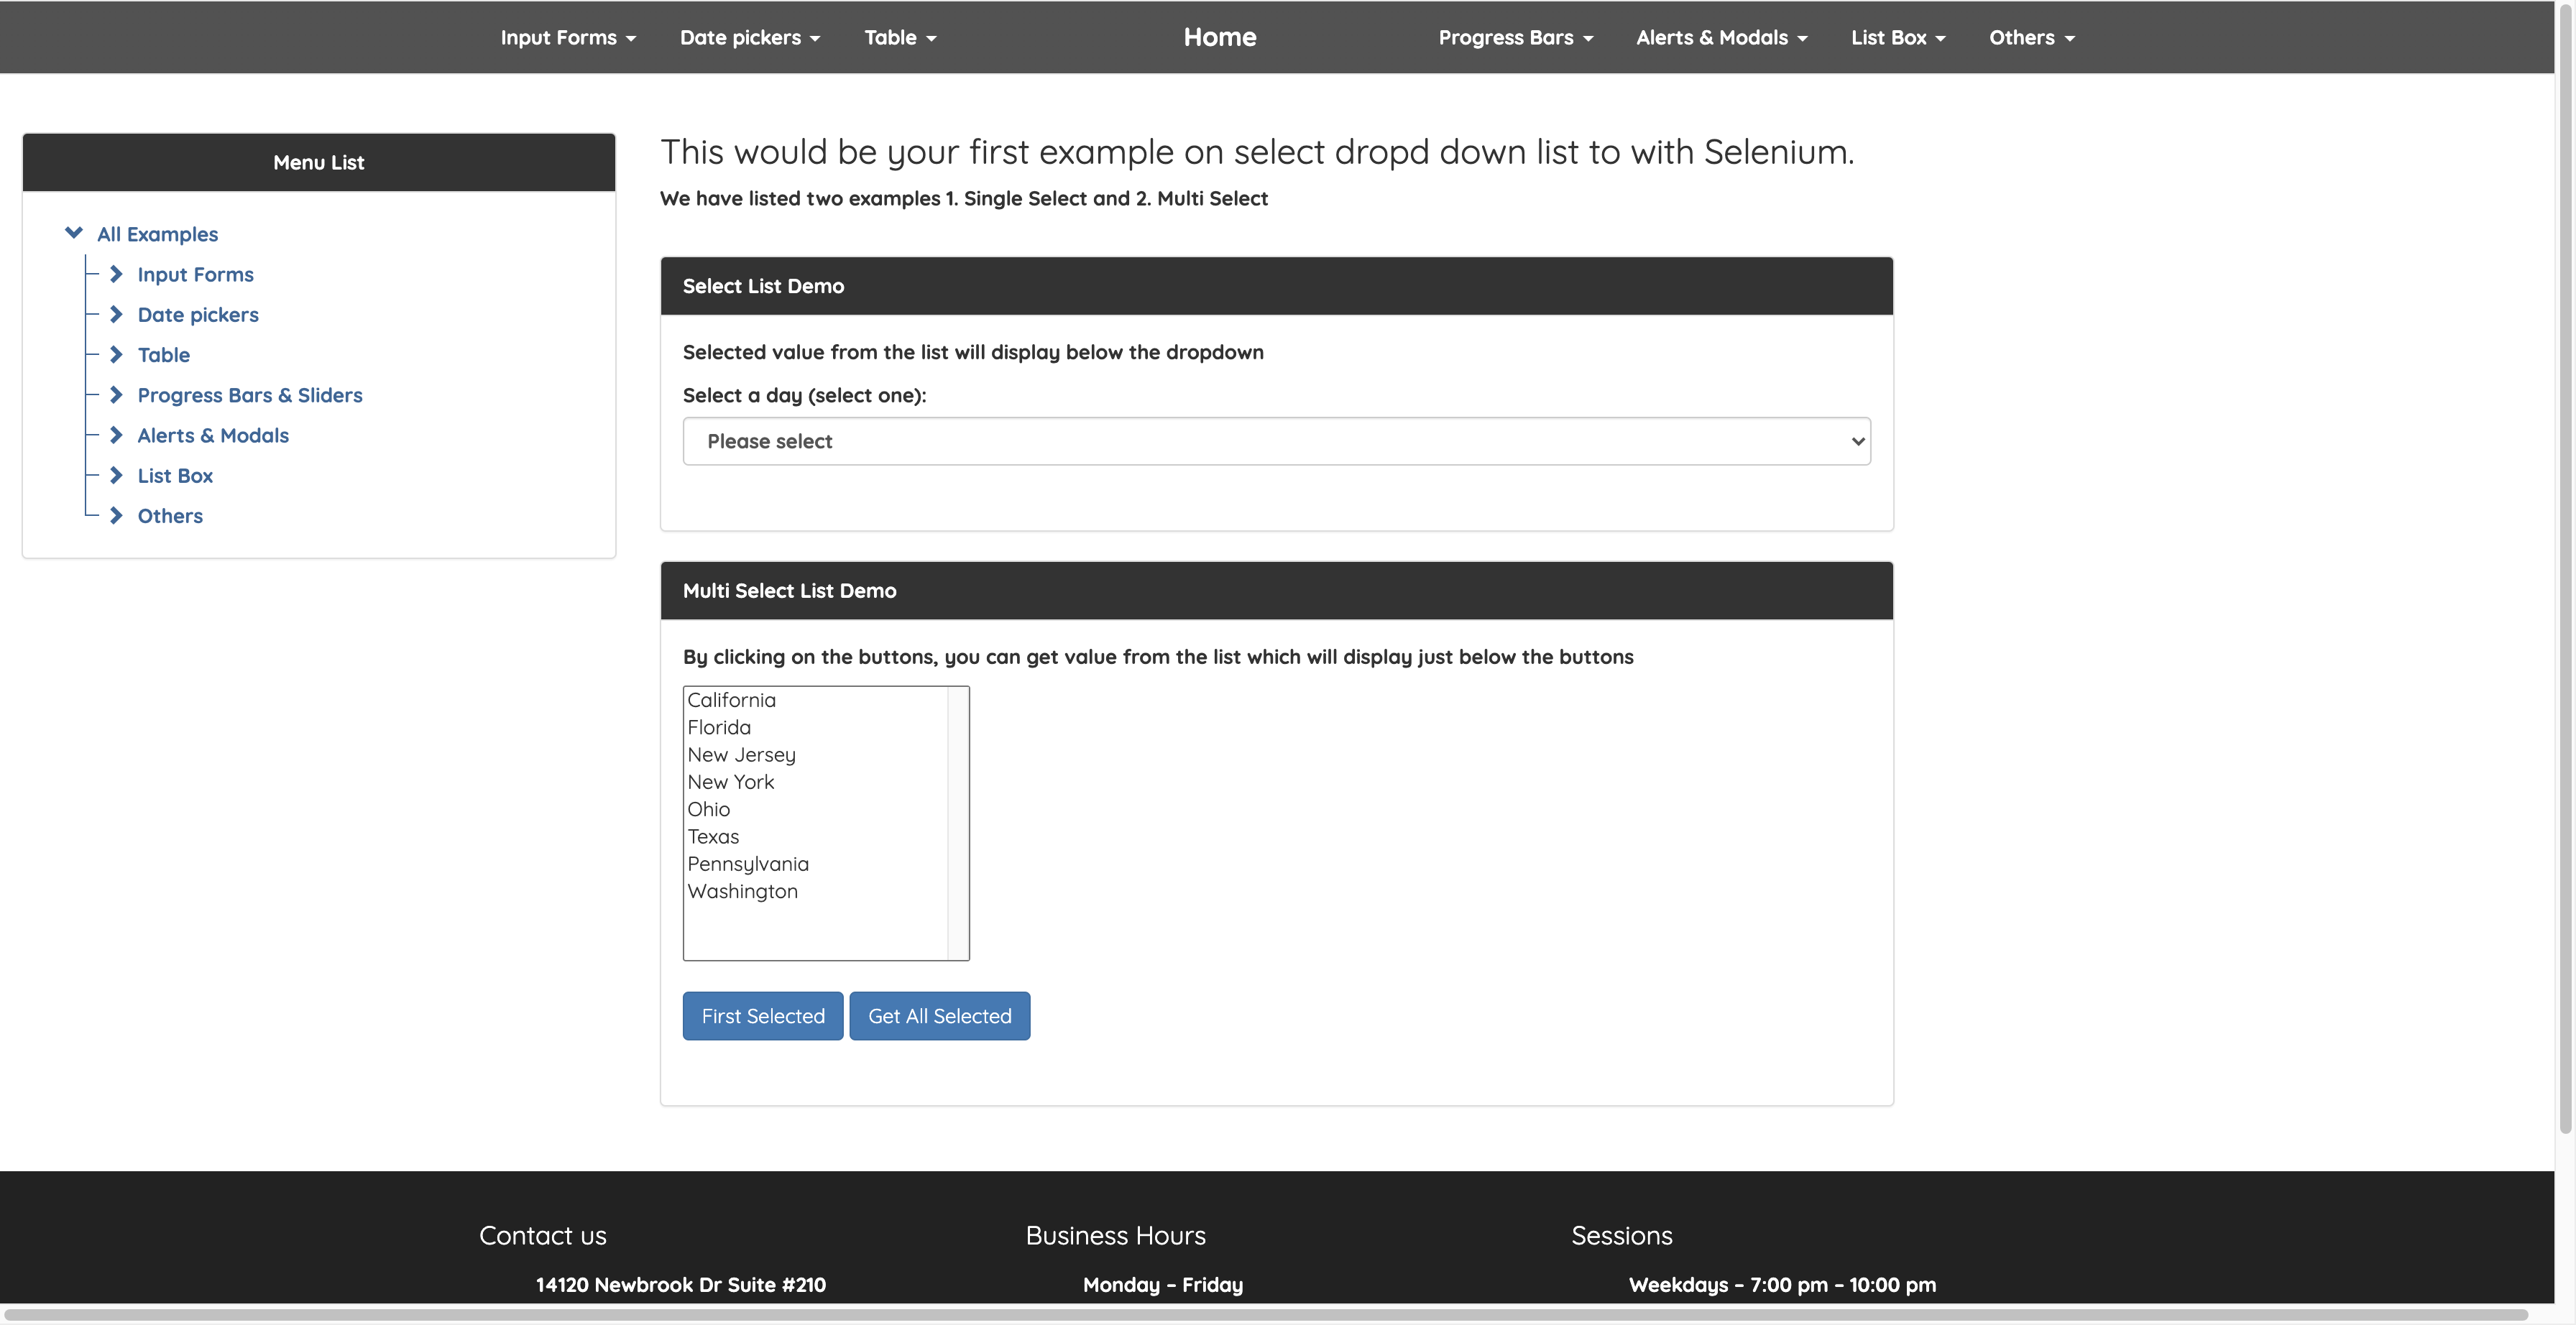 Input Forms Date pickers Table Home Progress Bars Alerts & Modals List Box Others
Menu List
All Examples
Input Forms
Date pickers
Table
Progress Bars & Sliders
Alerts & Modals
List Box
Others
This would be your first example on select dropd down list to with Selenium.
We have listed two examples 1. Single Select and 2. Multi Select
Select List Demo
Selected value from the list will display below the dropdown
Select a day (select one):
Please select
Multi Select List Demo
By clicking on the buttons, you can get value from the list which will display just below the buttons
California
Florida
New Jersey
New York
Ohio
Texas
Pennsylvania
Washington
First Selected Get All Selected
Contact us
14120 Newbrook Dr Suite #210
Business Hours
Monday – Friday
Sessions
Weekdays – 7:00 pm – 10:00 pm